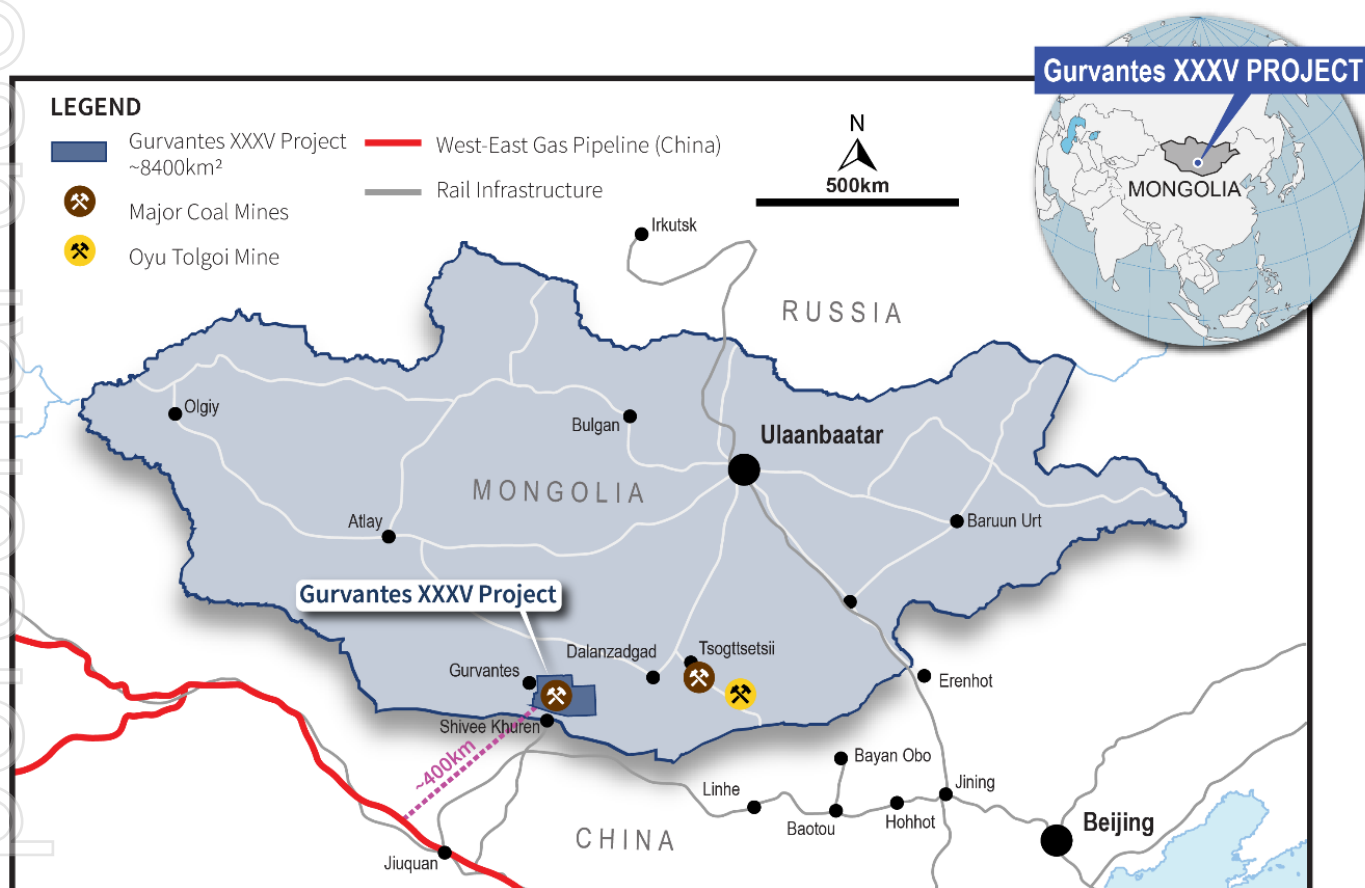 Gurvantes XXXV PROJECT
MONGOLIA
LEGEND
Gurvantes XXXV Project
~8400km²
Major Coal Mines
Oyu Tolgoi Mine
West-East Gas Pipeline (China)
Rail Infrastructure
N
500km
Irkutsk
RUSSIA
Olgiy
Bulgan
Ulaanbaatar
MONGOLIA
Atlay
Baruun Urt
Gurvantes XXXV Project
Dalanzadgad
Tsogttsetsii
Gurvantes
Erenhot
Shivee Khuren
~400km
Bayan Obo
Linhe
Jining
Baotou
Hohhot
CHINA
Beijing
Jiuquan